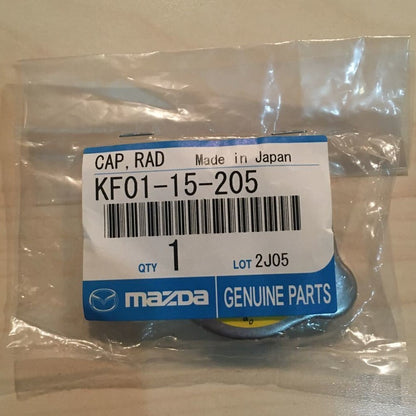 CAP, RAD Made in Japan
KF01-15-205
QTY 1 LOT 2J05
mazda GENUINE PARTS